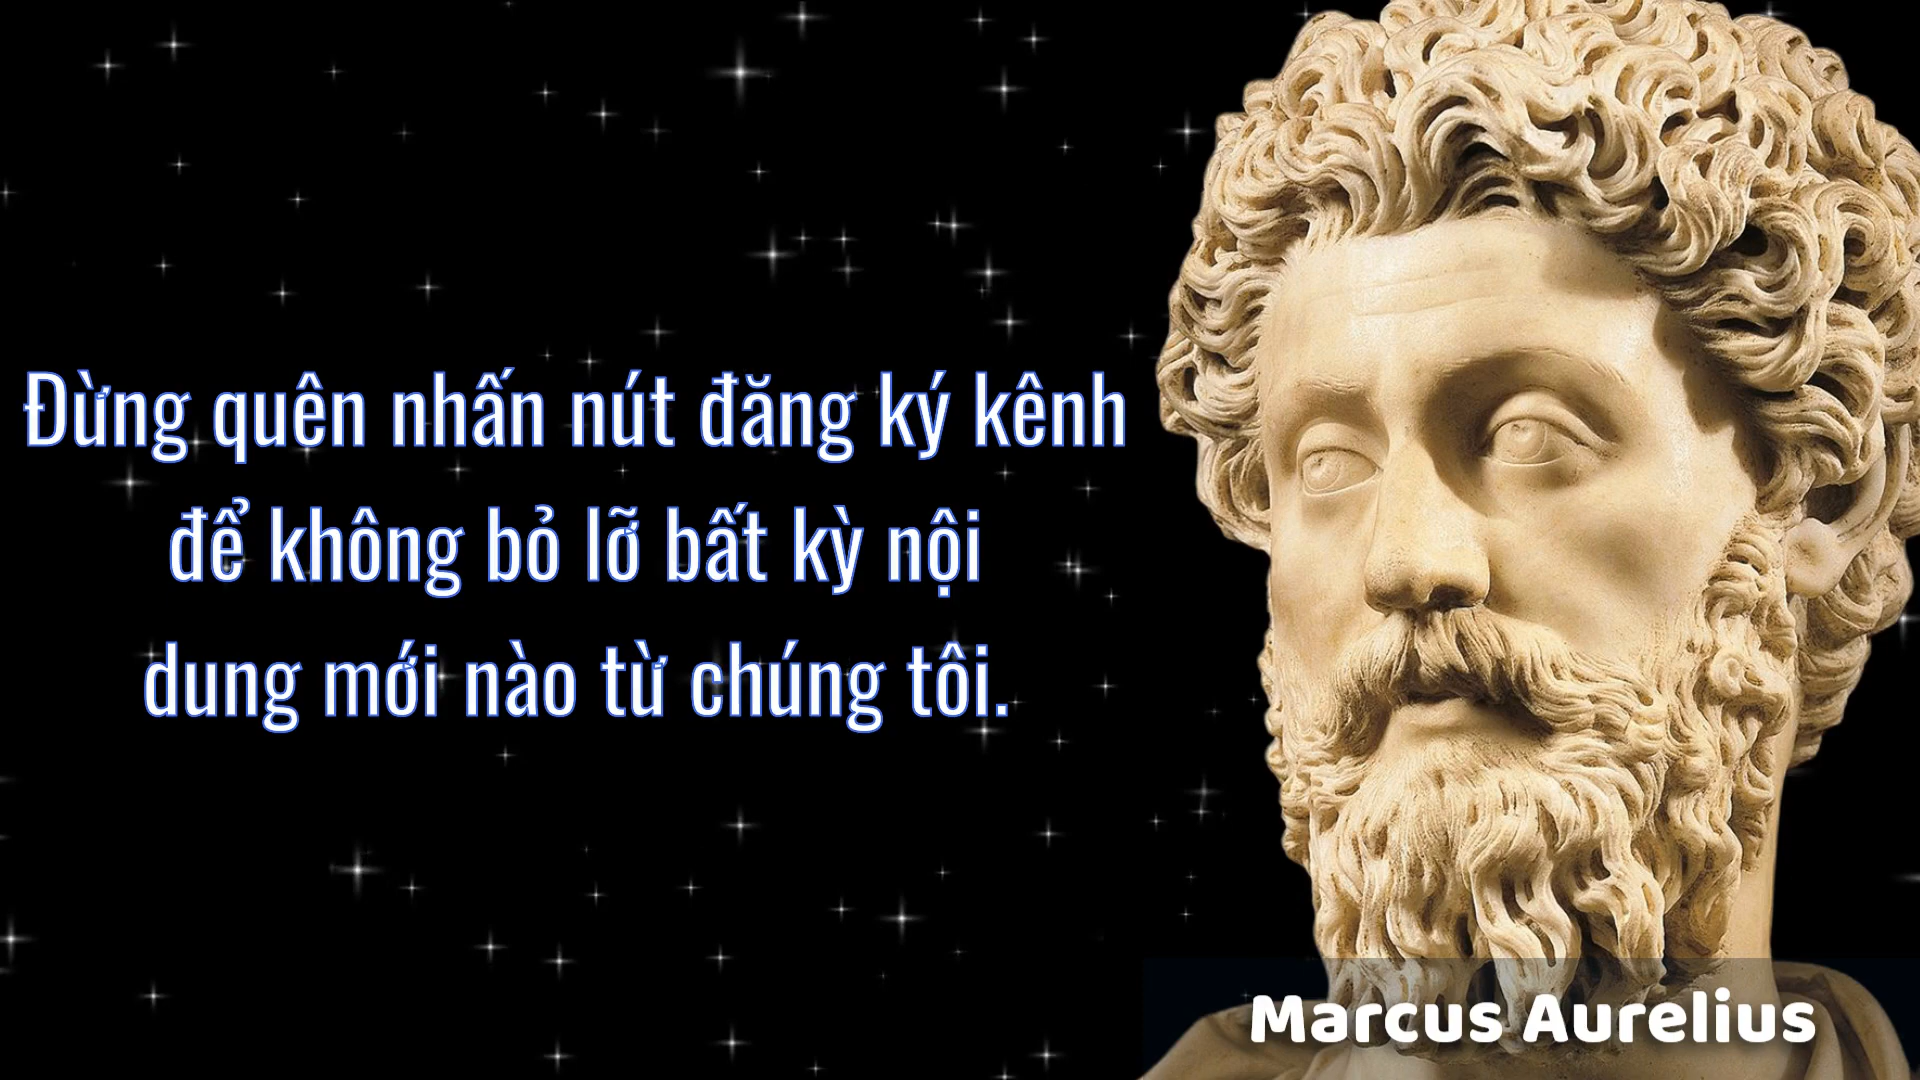 Đừng quên nhấn nút đăng ký kênh
để không bỏ lỡ bất kỳ nội
dung mới nào từ chúng tôi.
Marcus Aurelius